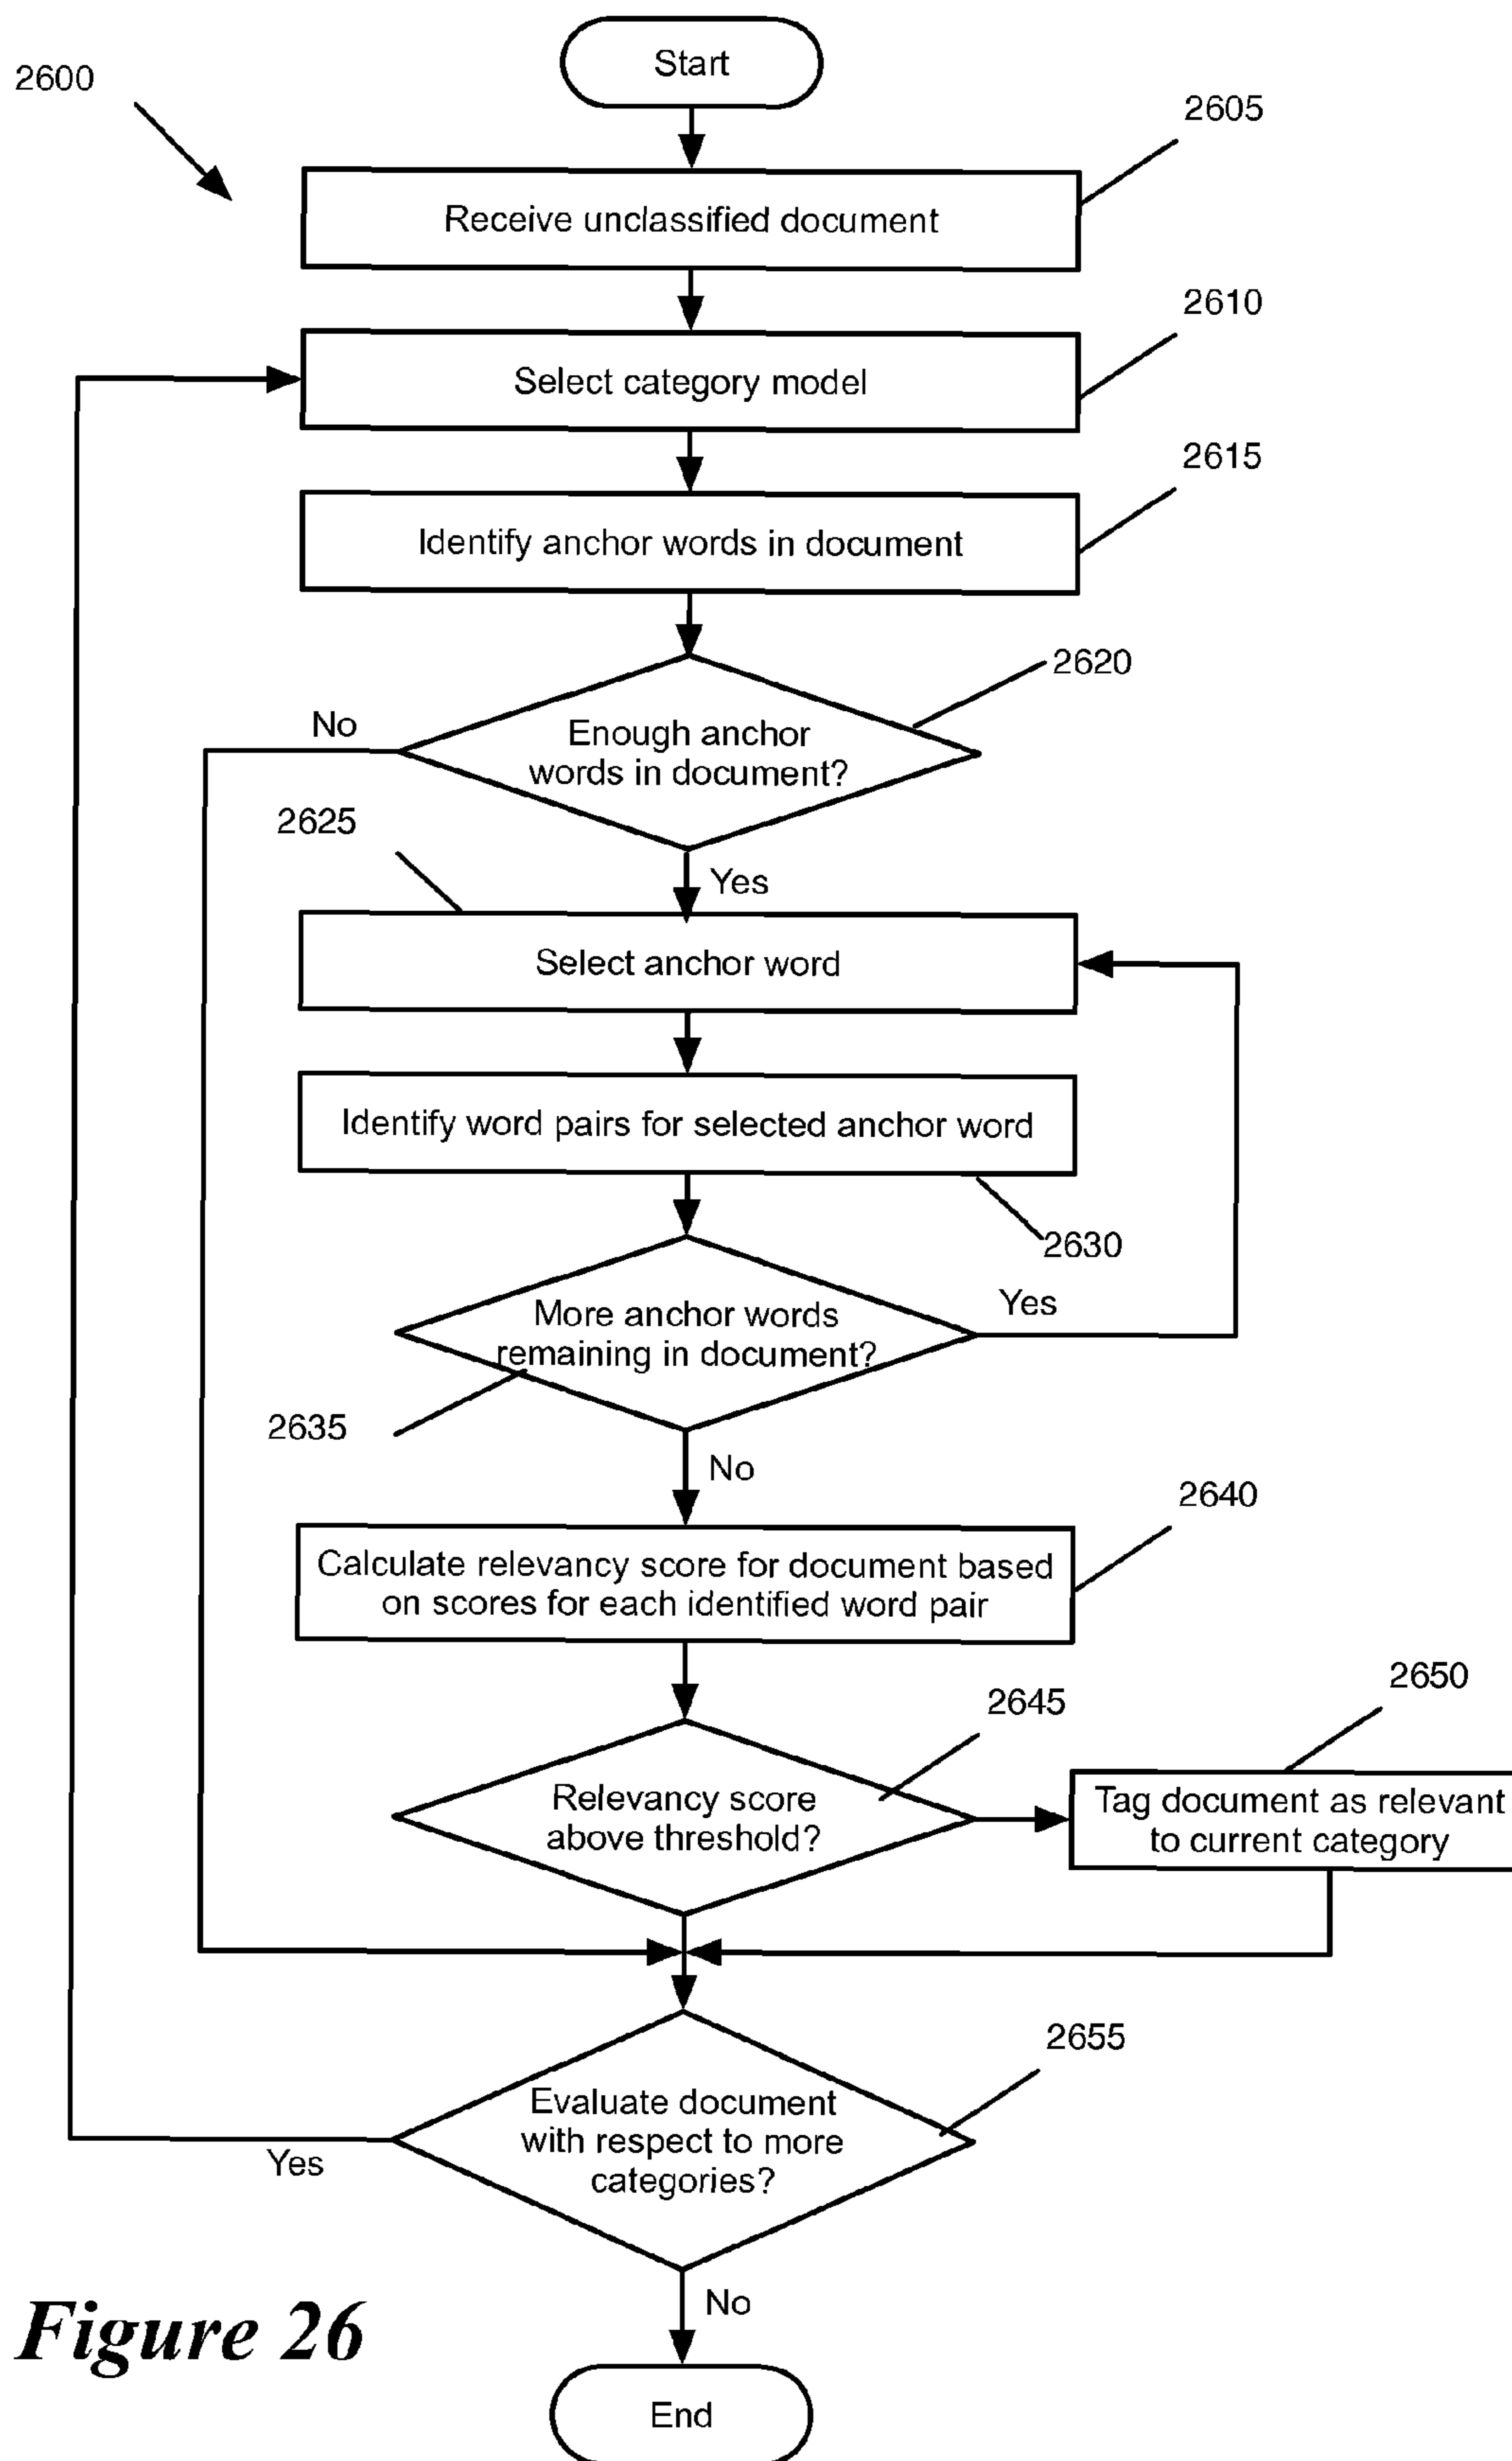 Start
2600
2605
Receive unclassified document
2610
Select category model
2615
Identify anchor words in document
2620
No
Enough anchor
words in document?
2625
Yes
Select anchor word
Identify word pairs for selected anchor word
2630
More anchor words
remaining in document?
Yes
2635
No
2640
Calculate relevancy score for document based
on scores for each identified word pair
2645
2650
Relevancy score
above threshold?
Tag document as relevant
to current category
2655
Evaluate document
with respect to more
categories?
Yes
No
Figure 26
End